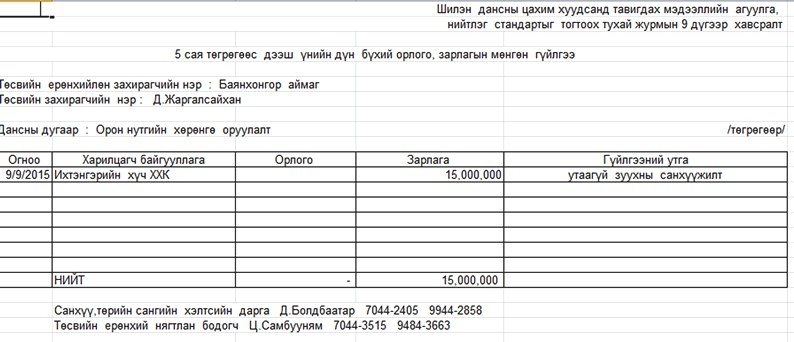 Шилэн дансны цахим хуудсанд тавигдах мэдээллийн агуулга,
нийтлэг стандартыг тогтоох тухай журмын 9 дүгээр хавсралт
5 сая төгрөгөөс дээш үнийн дүн бүхий орлого, зарлагын мөнгөн гүйлгээ
Төсвийн ерөнхийлөн захирагчийн нэр : Баянхонгор аймаг
Төсвийн захирагчийн нэр : Д.Жаргалсайхан
Дансны дугаар : Орон нутгийн хөрөнгө оруулалт /төгрөгөөр/
Огноо Харилцагч байгууллага Орлого Зарлага Гүйлгээний утга
9/9/2015 Ихтэнгэрийн хүч ХХК 15,000,000 утаагүй зуухны санхүүжилт
НИЙТ - 15,000,000
Санхүү,төрийн сангийн хэлтсийн дарга Д.Болдбаатар 7044-2405 9944-2858
Төсвийн ерөнхий нягтлан бодогч Ц.Самбууням 7044-3515 9484-3663